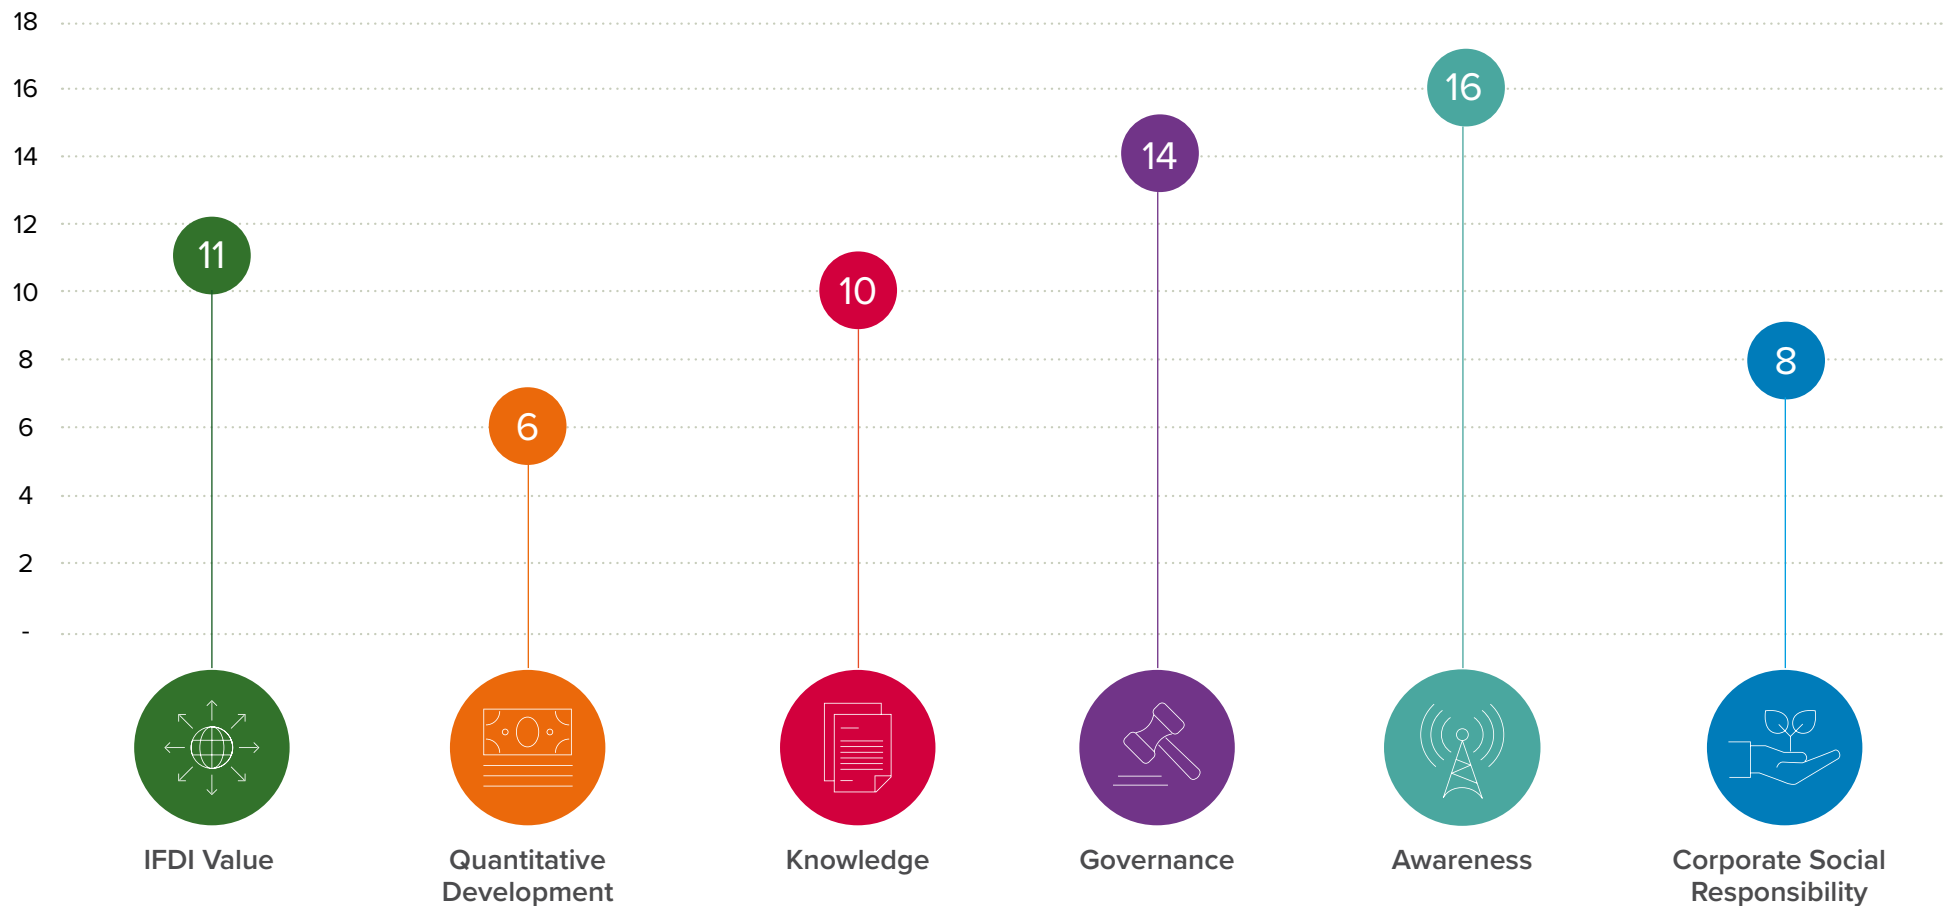 18
16
14
12
10
8
6
4
2
-
11
6
10
14
16
8
IFDI Value
Quantitative
Development
Knowledge
Governance
Awareness
Corporate Social
Responsibility